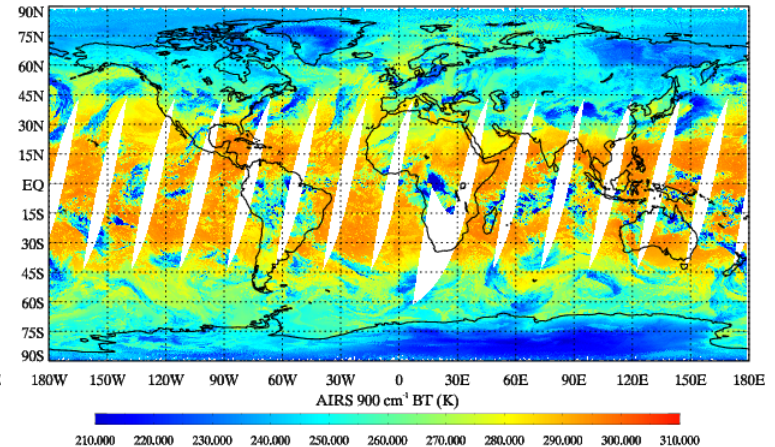 90N
75N
60N
45N
30N
15N
EQ
15S
30S
45S
60S
75S
90S
180W 150W 120W 90W 60W 30W 0 30E 60E 90E 120E 150E 180E
AIRS 900 cm⁻¹ BT (K)
210.000 220.000 230.000 240.000 250.000 260.000 270.000 280.000 290.000 300.000 310.000